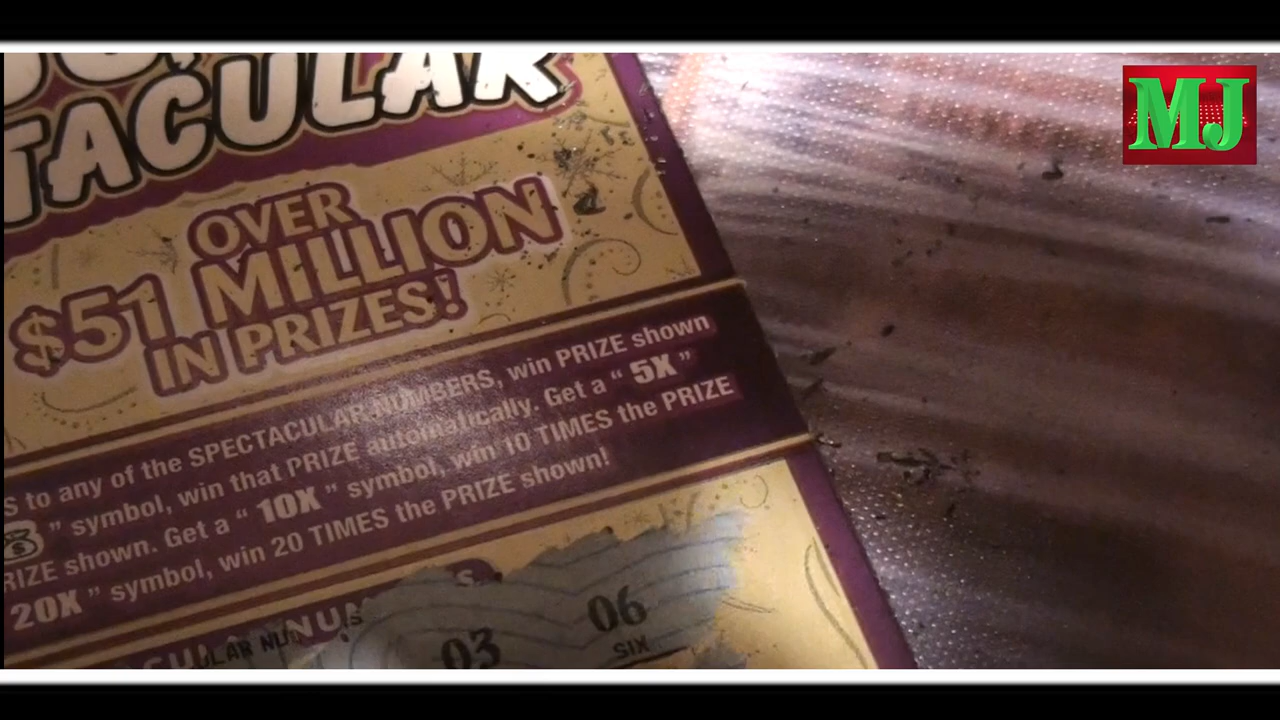 TACULAR
MJ
OVER
$51 MILLION
IN PRIZES!
S to any of the SPECTACULAR NUMBERS, win PRIZE shown
" symbol, win that PRIZE automatically. Get a " 5X "
RIZE shown. Get a " 10X " symbol, win 10 TIMES the PRIZE
20X " symbol, win 20 TIMES the PRIZE shown!
03 06
SIX